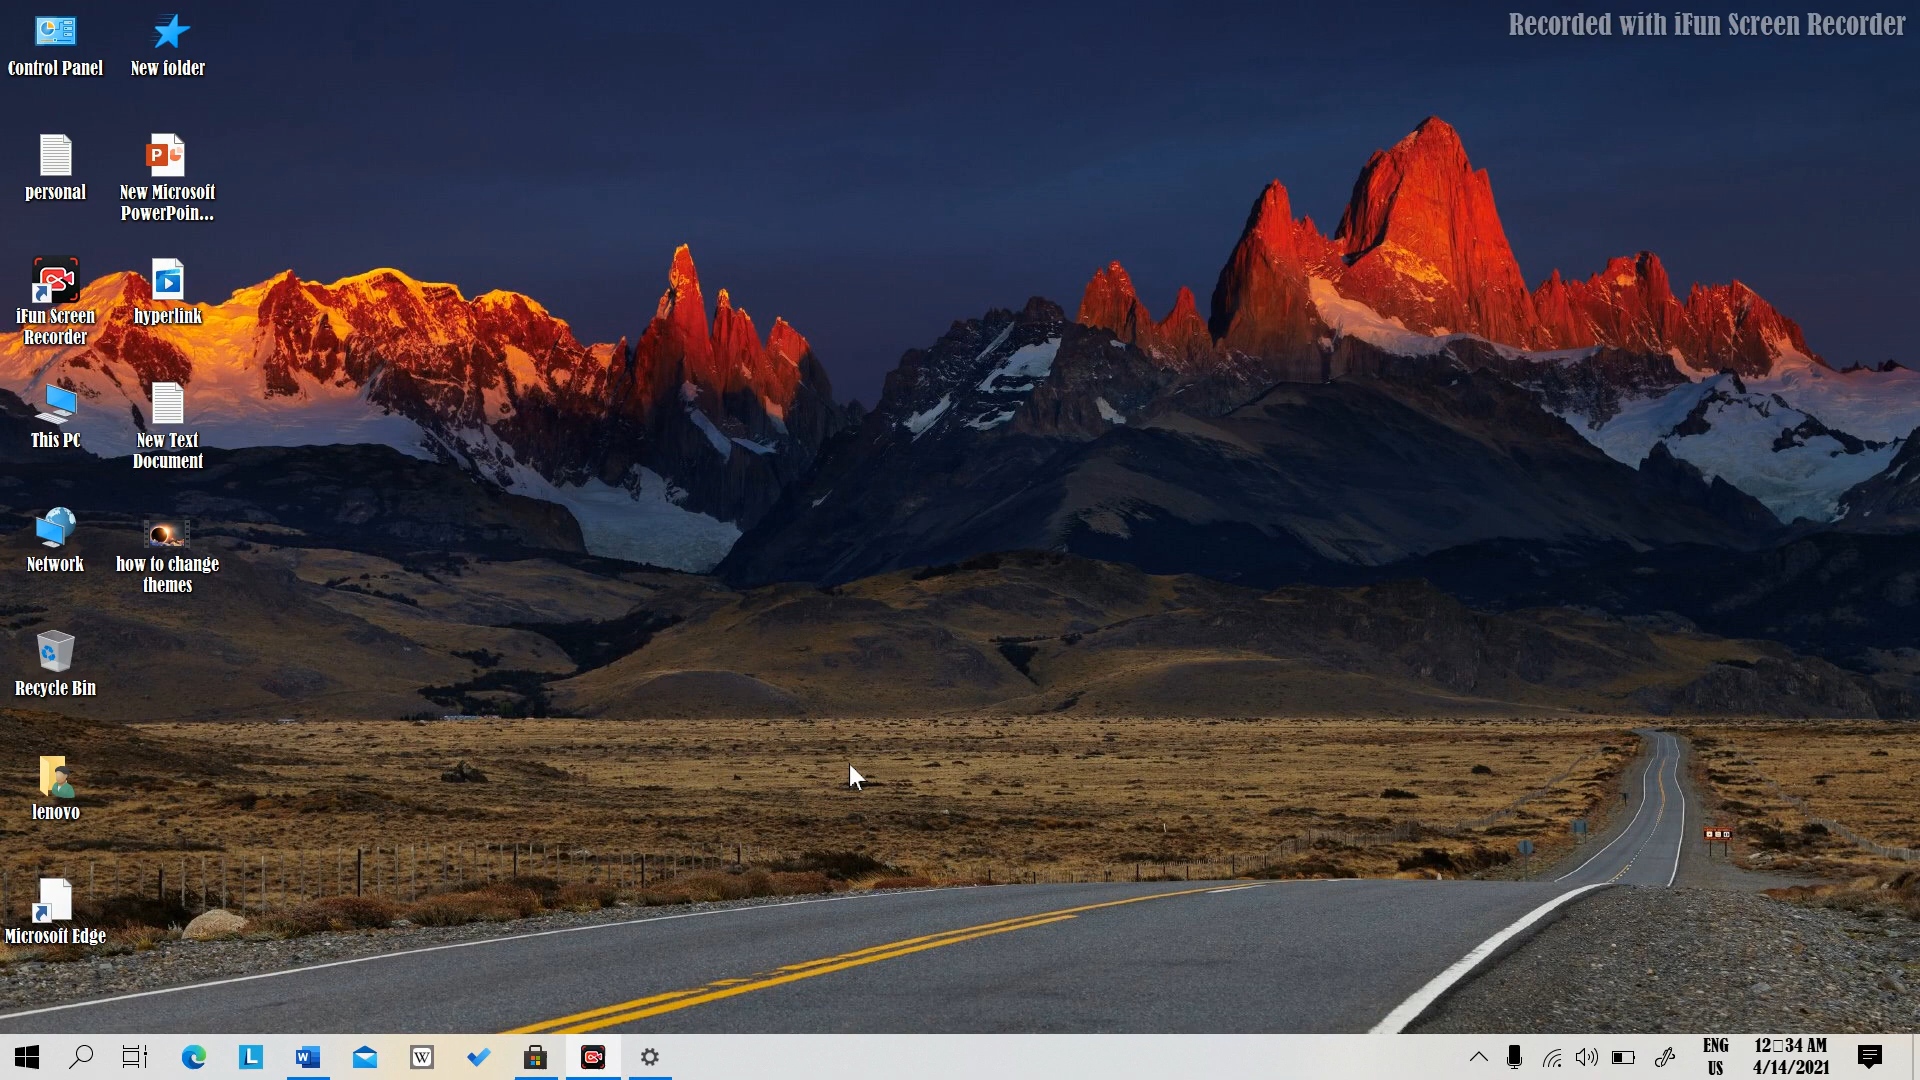 Recorded with iFun Screen Recorder
Control Panel
New folder
personal
New Microsoft
PowerPoin...
iFun Screen
Recorder
hyperlink
This PC
New Text
Document
Network
how to change
themes
Recycle Bin
lenovo
Microsoft Edge
ENG
US
12□34 AM
4/14/2021